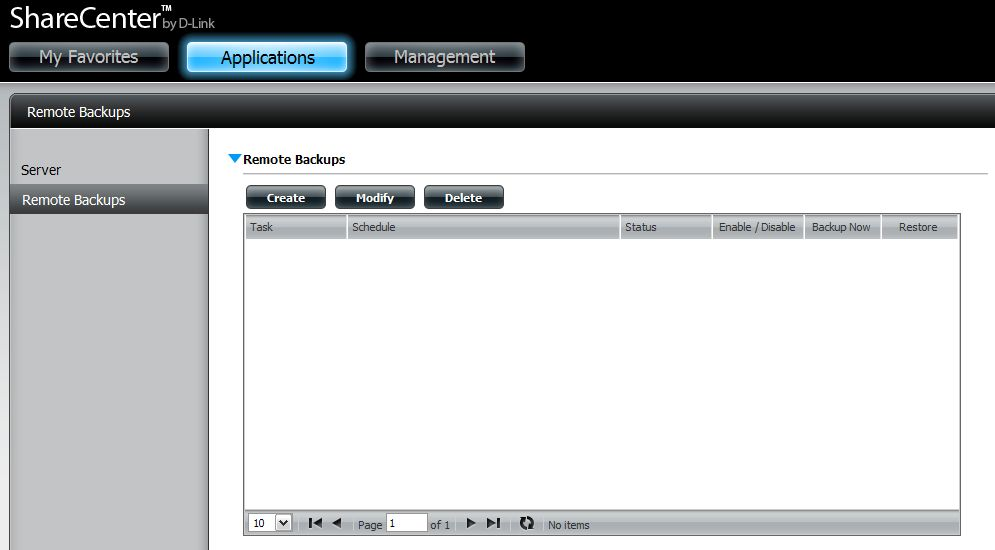 ShareCenter™ by D-Link
My Favorites Applications Management
Remote Backups
Server
Remote Backups
Remote Backups
Create Modify Delete
Task Schedule Status Enable / Disable Backup Now Restore
10 Page 1 of 1 No items